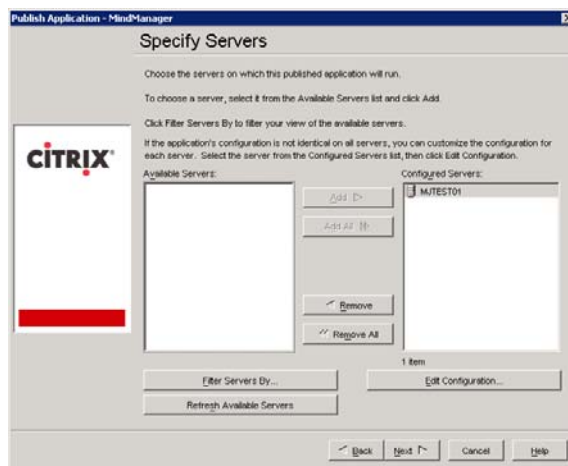 Publish Application - MindManager
Specify Servers
Choose the servers on which this published application will run.
To choose a server, select it from the Available Servers list and click Add.
Click Filter Servers By to filter your view of the available servers.
If the application's configuration is not identical on all servers, you can customize the configuration for
each server. Select the server from the Configured Servers list, then click Edit Configuration.
CITRIX
Available Servers:
Configured Servers:
Add
MJTEST01
Add All
Remove
Remove All
1 item
Filter Servers By...
Edit Configuration...
Refresh Available Servers
Back
Next
Cancel
Help